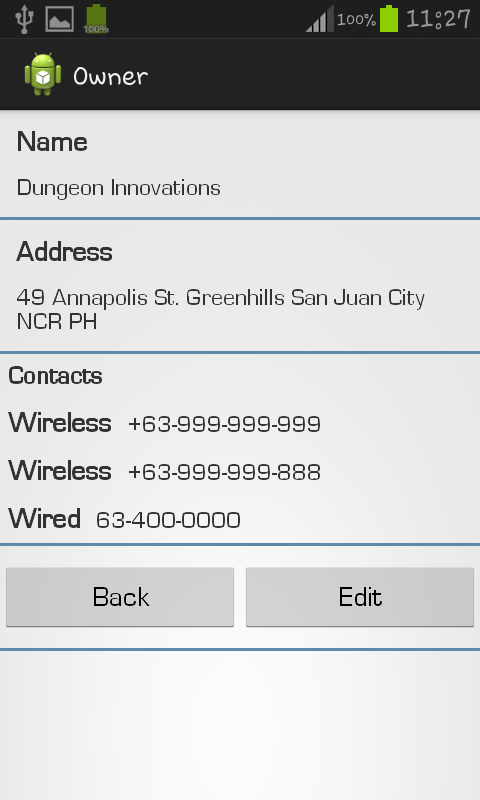 100% 100% 11:27
Owner
Name
Dungeon Innovations
Address
49 Annapolis St. Greenhills San Juan City
NCR PH
Contacts
Wireless +63-999-999-999
Wireless +63-999-999-888
Wired 63-400-0000
Back Edit